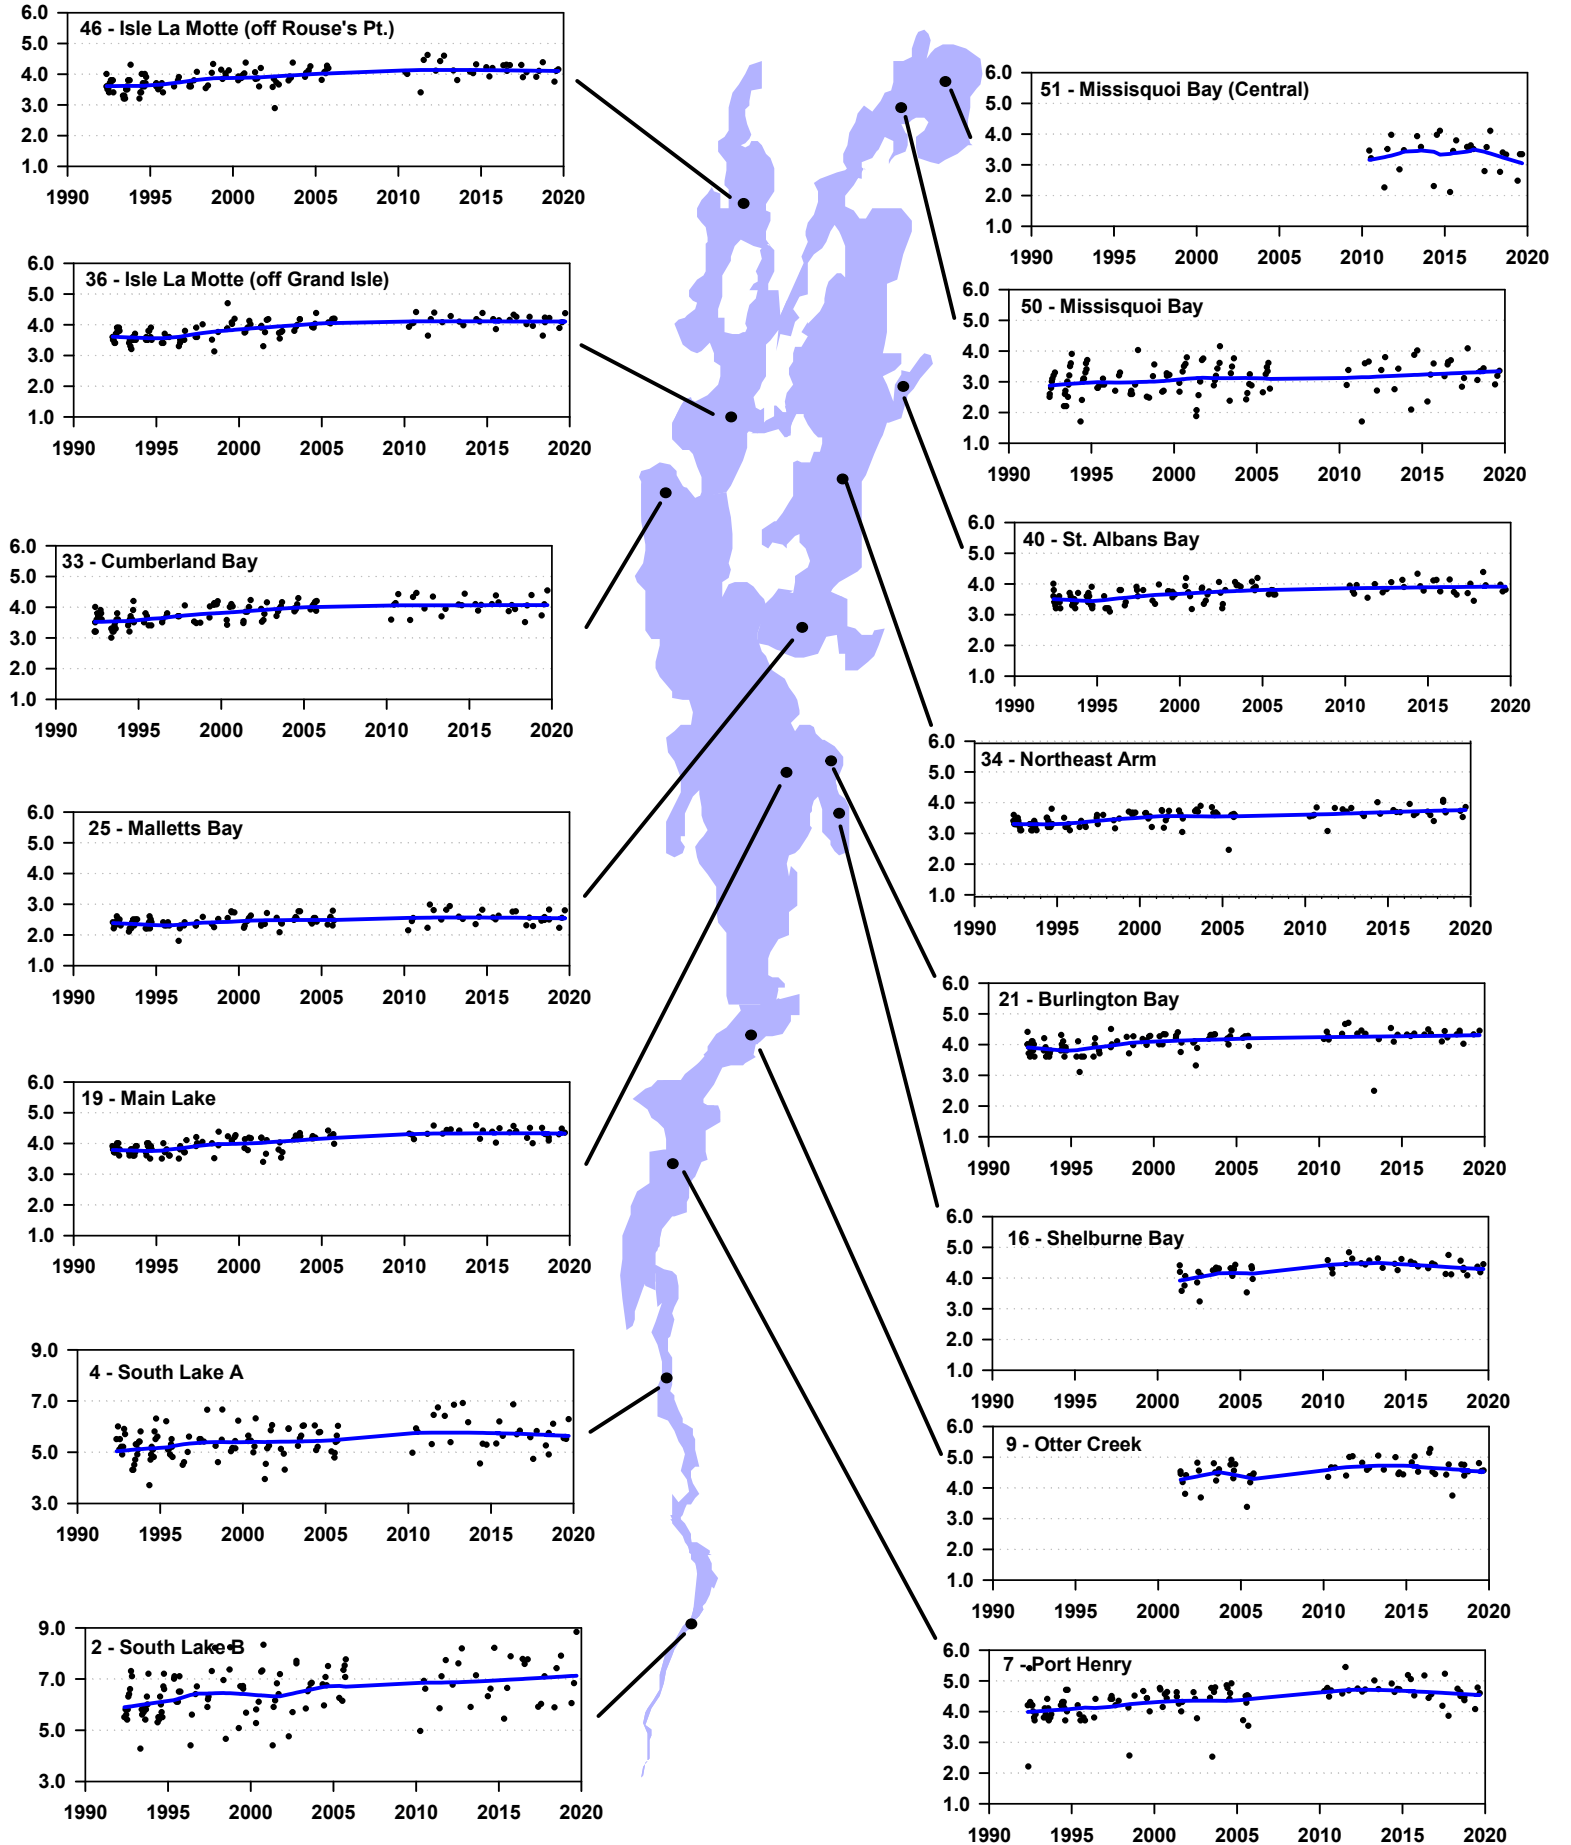 46 - Isle La Motte (off Rouse's Pt.)
6.0
5.0
4.0
3.0
2.0
1.0
1990 1995 2000 2005 2010 2015 2020
36 - Isle La Motte (off Grand Isle)
6.0
5.0
4.0
3.0
2.0
1.0
1990 1995 2000 2005 2010 2015 2020
33 - Cumberland Bay
6.0
5.0
4.0
3.0
2.0
1.0
1990 1995 2000 2005 2010 2015 2020
25 - Malletts Bay
6.0
5.0
4.0
3.0
2.0
1.0
1990 1995 2000 2005 2010 2015 2020
19 - Main Lake
6.0
5.0
4.0
3.0
2.0
1.0
1990 1995 2000 2005 2010 2015 2020
4 - South Lake A
9.0
7.0
5.0
3.0
1990 1995 2000 2005 2010 2015 2020
2 - South Lake B
9.0
7.0
5.0
3.0
1990 1995 2000 2005 2010 2015 2020
51 - Missisquoi Bay (Central)
6.0
5.0
4.0
3.0
2.0
1.0
1990 1995 2000 2005 2010 2015 2020
50 - Missisquoi Bay
6.0
5.0
4.0
3.0
2.0
1.0
1990 1995 2000 2005 2010 2015 2020
40 - St. Albans Bay
6.0
5.0
4.0
3.0
2.0
1.0
1990 1995 2000 2005 2010 2015 2020
34 - Northeast Arm
6.0
5.0
4.0
3.0
2.0
1.0
1990 1995 2000 2005 2010 2015 2020
21 - Burlington Bay
6.0
5.0
4.0
3.0
2.0
1.0
1990 1995 2000 2005 2010 2015 2020
16 - Shelburne Bay
6.0
5.0
4.0
3.0
2.0
1.0
1990 1995 2000 2005 2010 2015 2020
9 - Otter Creek
6.0
5.0
4.0
3.0
2.0
1.0
1990 1995 2000 2005 2010 2015 2020
7 - Port Henry
6.0
5.0
4.0
3.0
2.0
1.0
1990 1995 2000 2005 2010 2015 2020